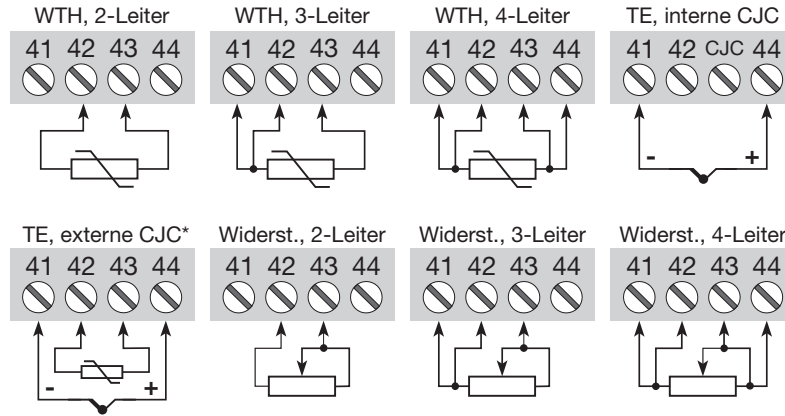 WTH, 2-Leiter WTH, 3-Leiter WTH, 4-Leiter TE, interne CJC
41 42 43 44 41 42 43 44 41 42 43 44 41 42 CJC 44
- +
TE, externe CJC* Widerst., 2-Leiter Widerst., 3-Leiter Widerst., 4-Leiter
41 42 43 44 41 42 43 44 41 42 43 44 41 42 43 44
- +